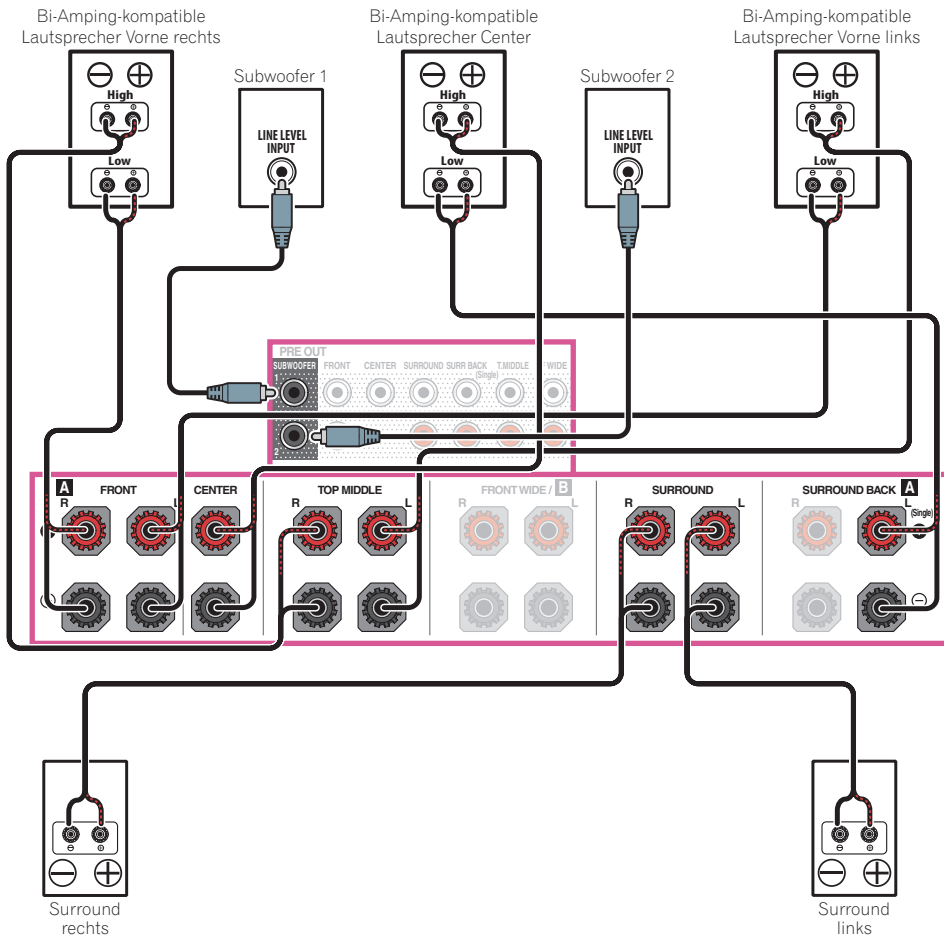 Bi-Amping-kompatible
Lautsprecher Vorne rechts
Bi-Amping-kompatible
Lautsprecher Center
Bi-Amping-kompatible
Lautsprecher Vorne links
Subwoofer 1
Subwoofer 2
High
Low
LINE LEVEL
INPUT
High
Low
LINE LEVEL
INPUT
High
Low
PRE OUT
SUBWOOFER
FRONT
CENTER
SURROUND
SURR BACK
(Single)
T.MIDDLE
WIDE
1
2
A
FRONT
R
L
CENTER
TOP MIDDLE
R
L
FRONT WIDE / B
R
L
SURROUND
R
L
SURROUND BACK A
R
L
(Single)
Surround
rechts
Surround
links